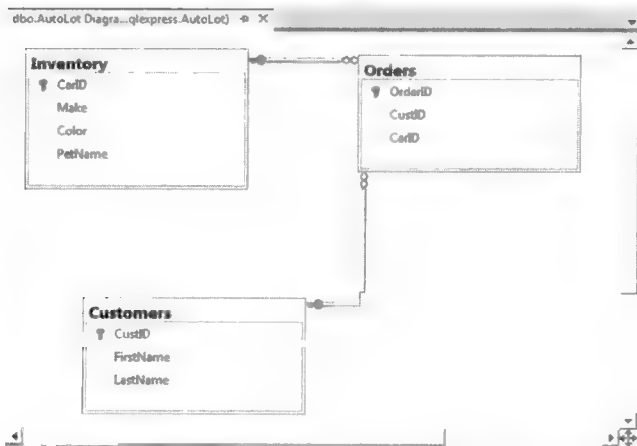 dbo.AutoLot Diagra...qlexpress.AutoLot)
Inventory
CarID
Make
Color
PetName
Orders
OrderID
CustID
CarID
Customers
CustID
FirstName
LastName